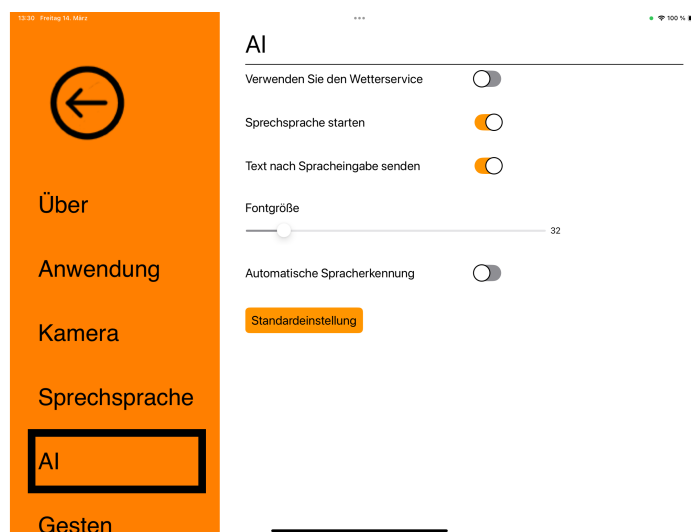 13:30 Freitag 14. März
100 %
Über
Anwendung
Kamera
Sprechsprache
AI
Gesten
AI
Verwenden Sie den Wetterservice
Sprechsprache starten
Text nach Spracheingabe senden
Fontgröße
32
Automatische Spracherkennung
Standardeinstellung